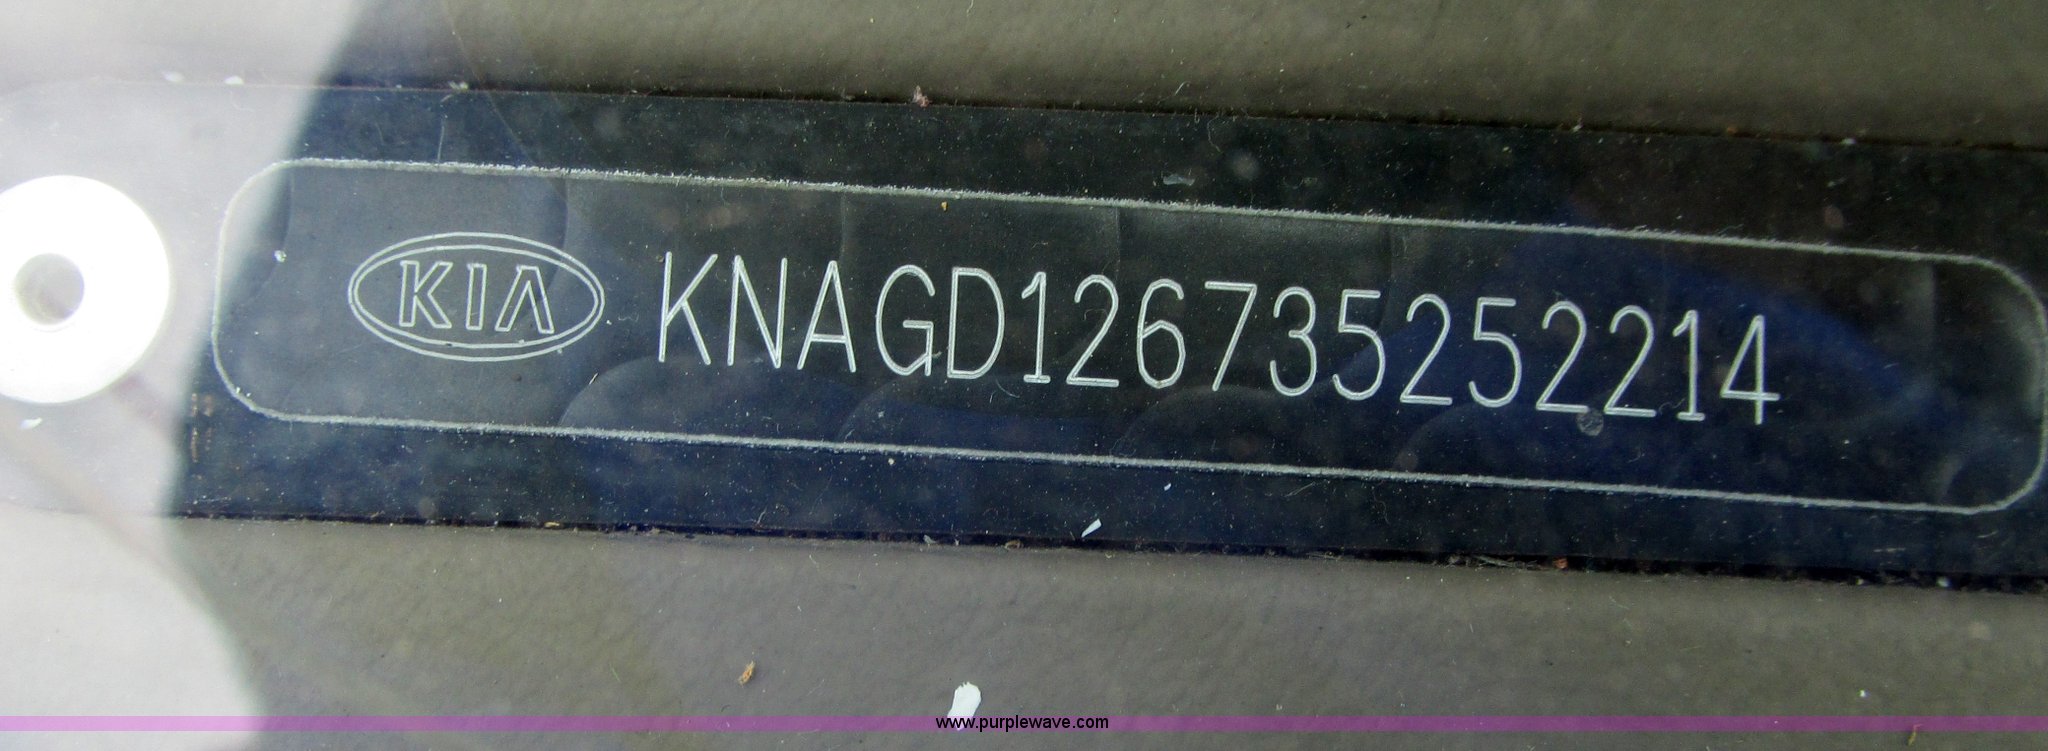 KIA KNAGD126735252214
www.purplewave.com